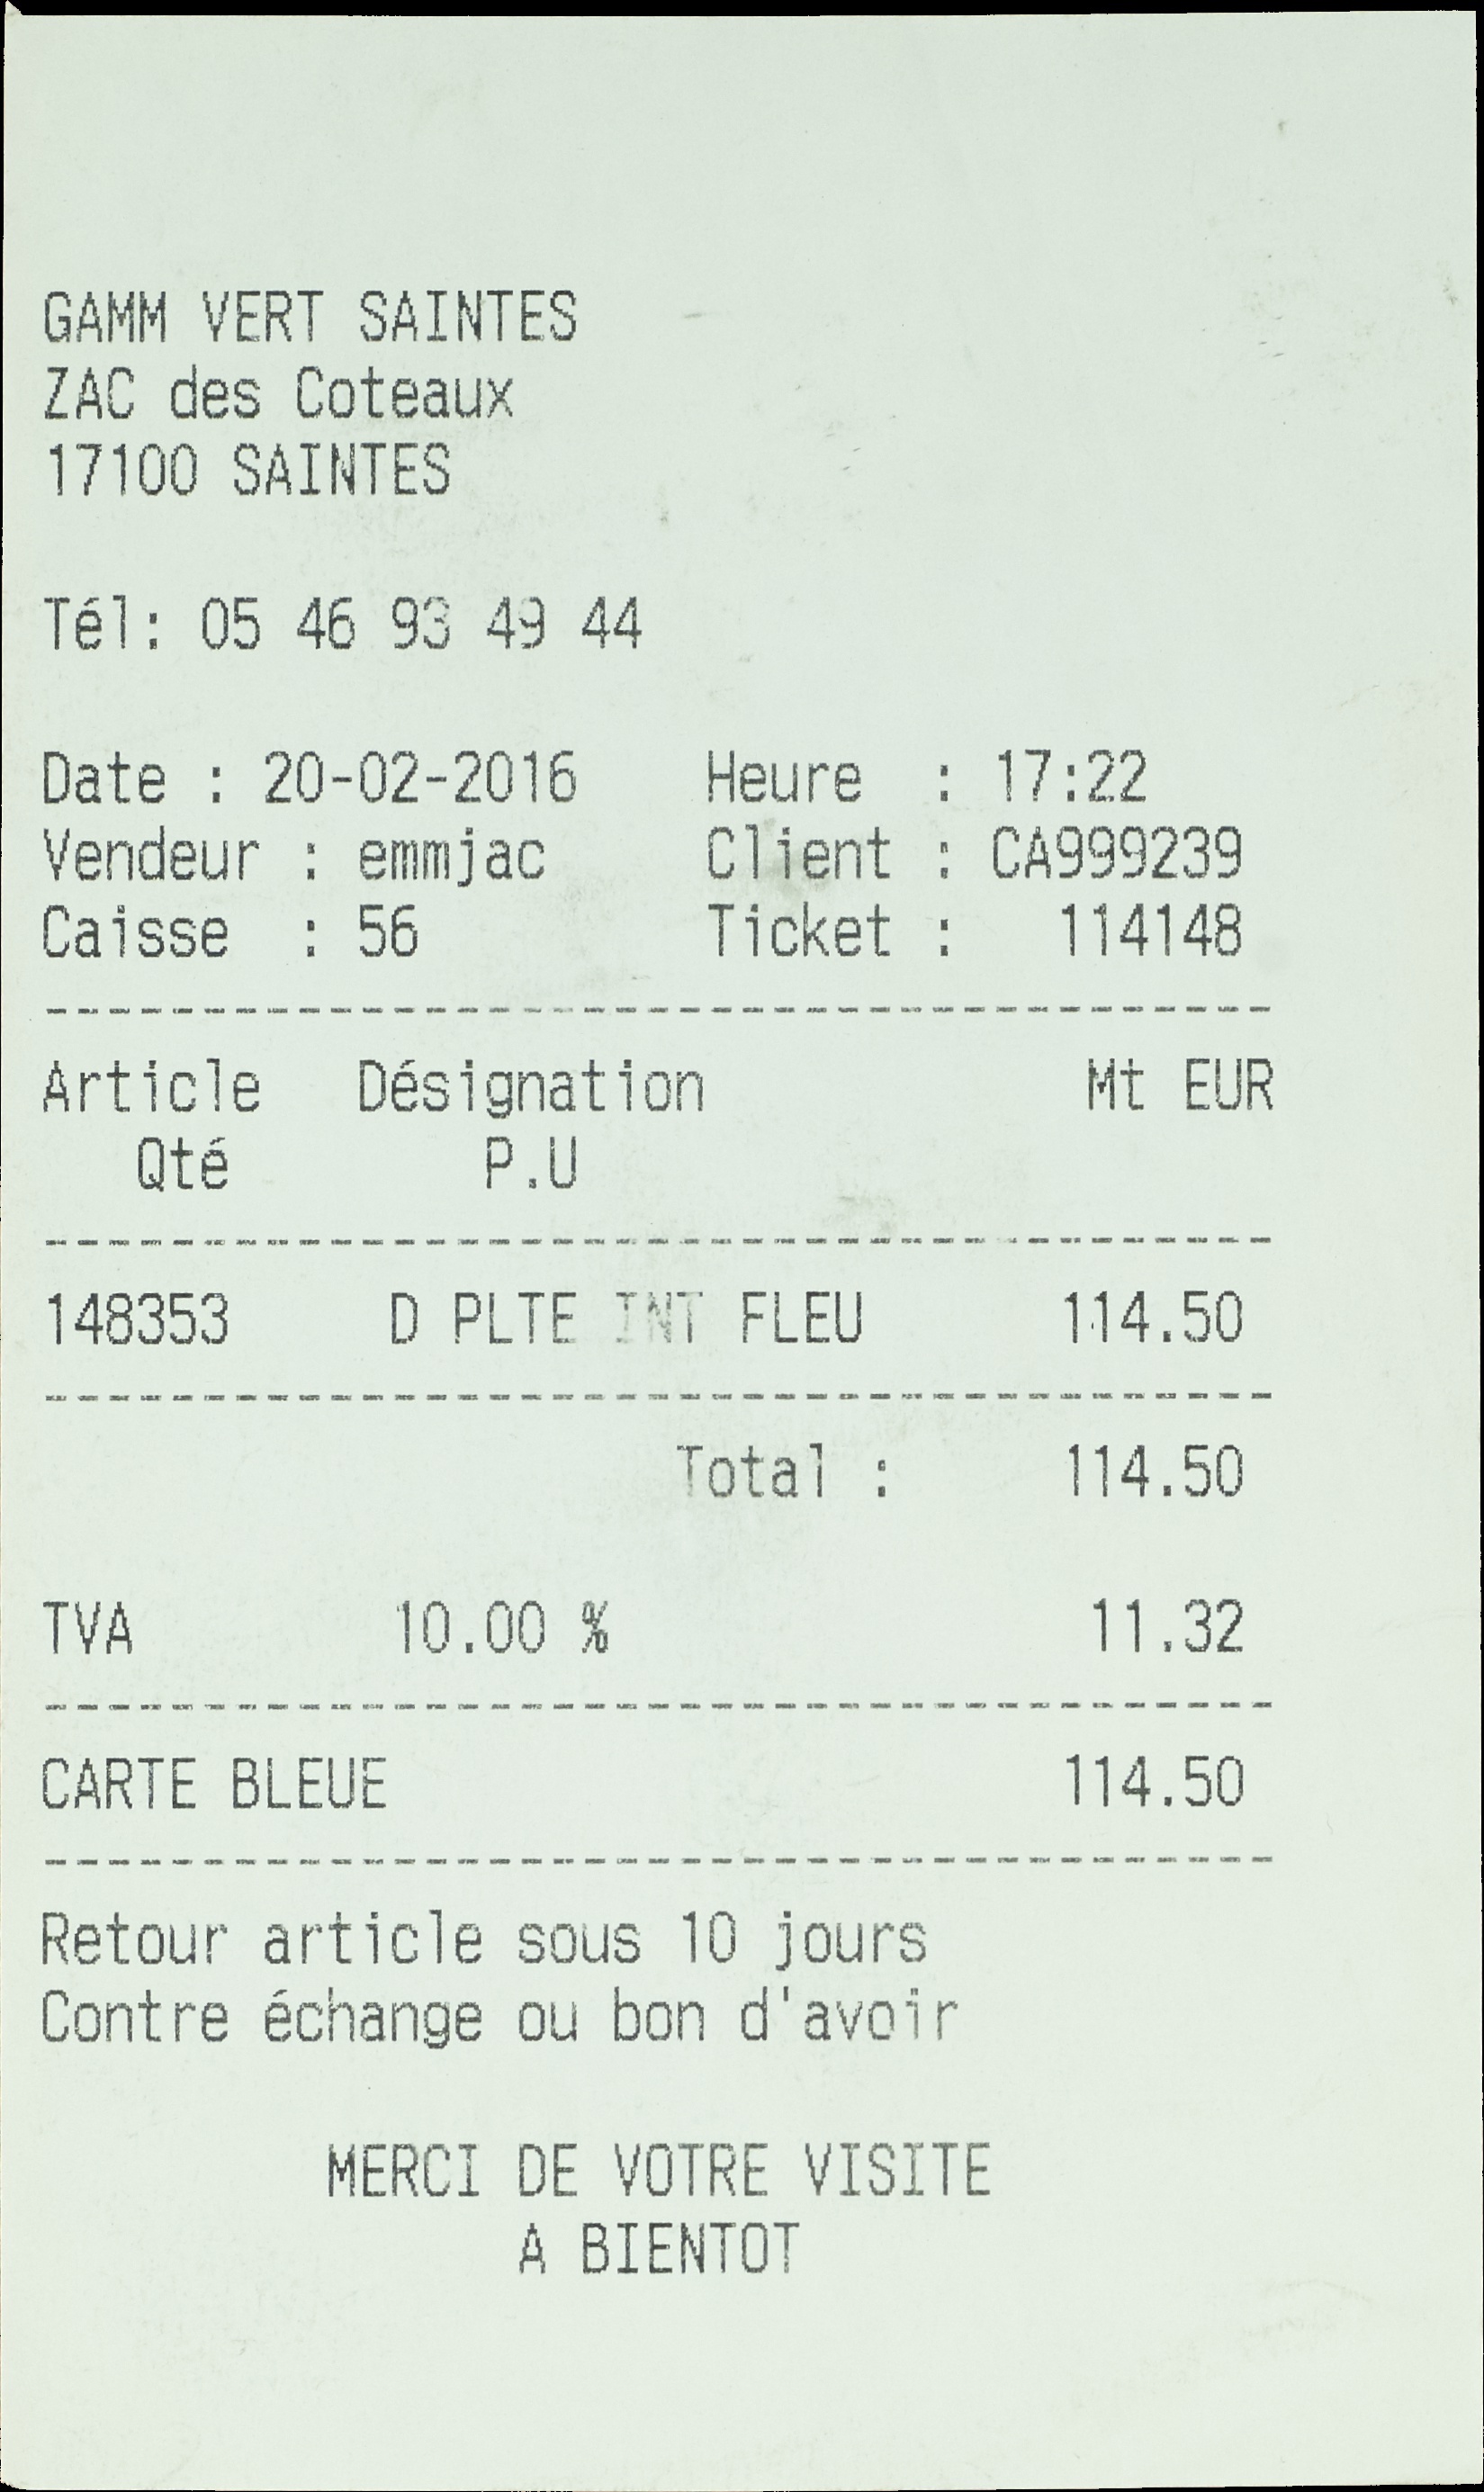 GAMM VERT SAINTES
ZAC des Coteaux
17100 SAINTES
Tél: 05 46 93 49 44
Date : 20-02-2016 Heure : 17:22
Vendeur : emmjac Client : CA999239
Caisse : 56 Ticket : 114148
---------------------------------------
Article Désignation Mt EUR
Qté P.U
---------------------------------------
148353 D PLTE INT FLEU 114.50
---------------------------------------
Total : 114.50
TVA 10.00 % 11.32
---------------------------------------
CARTE BLEUE 114.50
---------------------------------------
Retour article sous 10 jours
Contre échange ou bon d'avoir
MERCI DE VOTRE VISITE
A BIENTOT